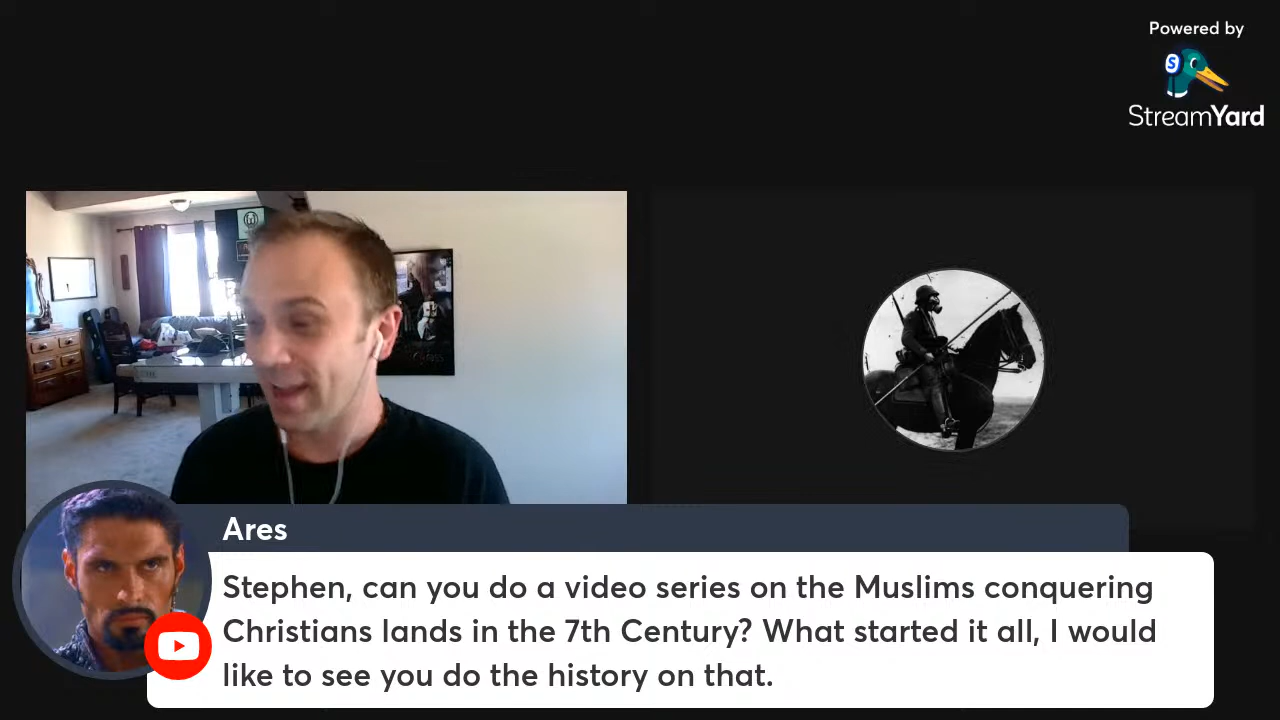 Powered by
StreamYard
Ares
Stephen, can you do a video series on the Muslims conquering
Christians lands in the 7th Century? What started it all, I would
like to see you do the history on that.